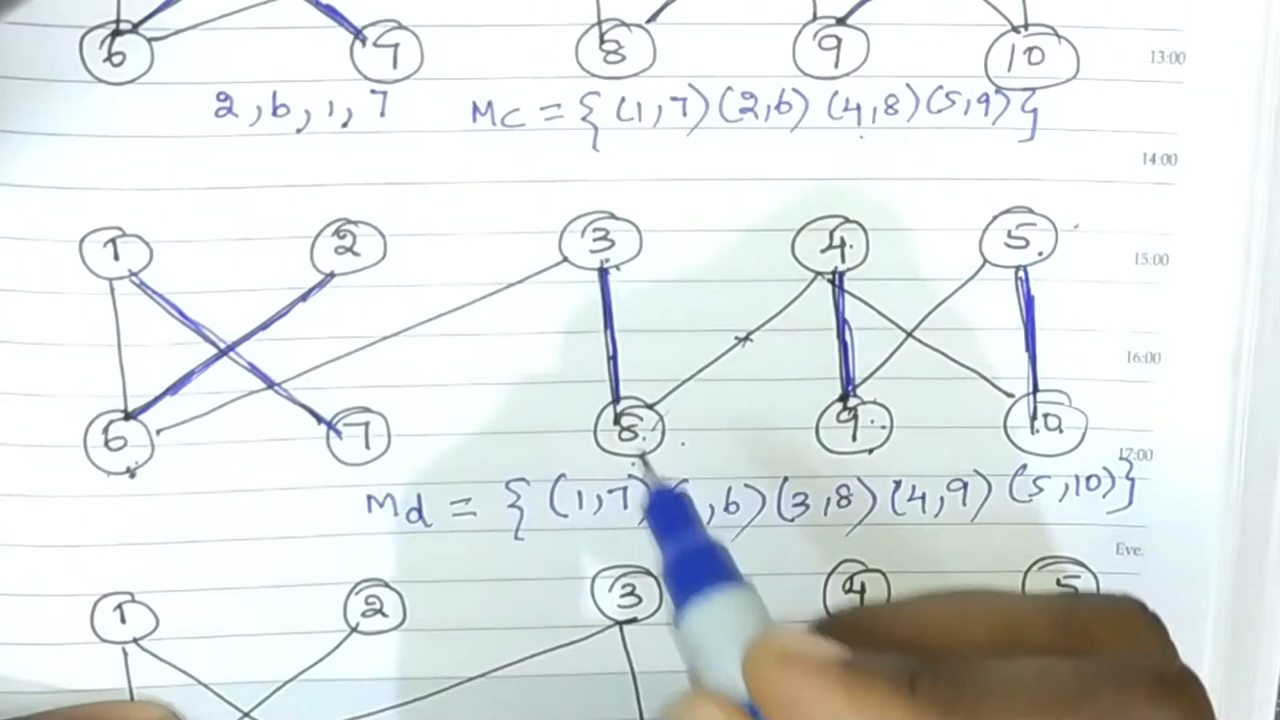 6 7 8 9 10
13:00
2, 6, 1, 7 Mc = {(1,7)(2,6)(4,8)(5,9)}
14:00
1 2 3 4 5
15:00
16:00
6 7 8 9 10
17:00
Md = {(1,7) ,6)(3,8)(4,9)(5,10)}
Eve.
1 2 3 4 5